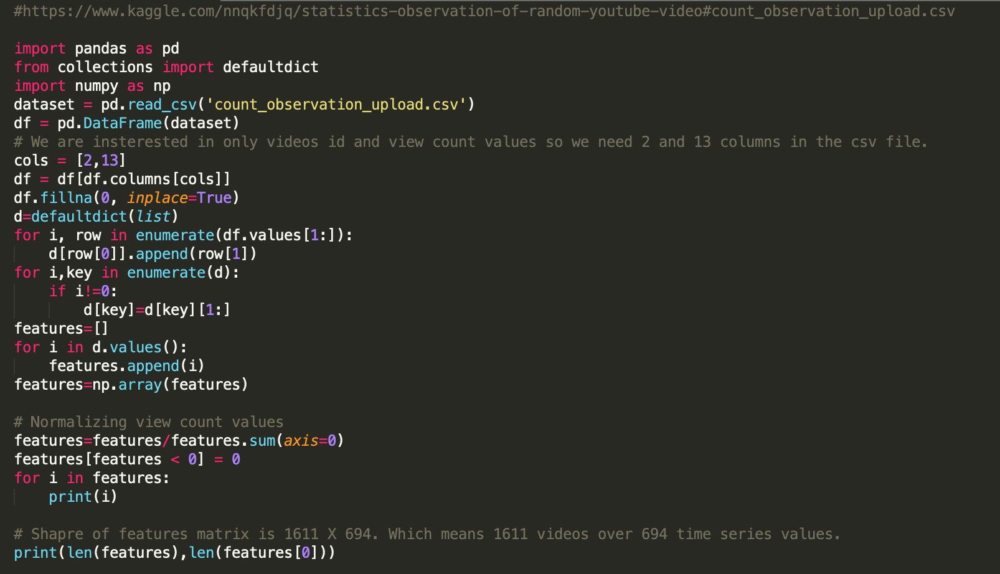 #https://www.kaggle.com/nnqkfdjq/statistics-observation-of-random-youtube-video#count_observation_upload.csv

import pandas as pd
from collections import defaultdict
import numpy as np
dataset = pd.read_csv('count_observation_upload.csv')
df = pd.DataFrame(dataset)
# We are insterested in only videos id and view count values so we need 2 and 13 columns in the csv file.
cols = [2,13]
df = df[df.columns[cols]]
df.fillna(0, inplace=True)
d=defaultdict(list)
for i, row in enumerate(df.values[1:]):
    d[row[0]].append(row[1])
for i,key in enumerate(d):
    if i!=0:
        d[key]=d[key][1:]
features=[]
for i in d.values():
    features.append(i)
features=np.array(features)

# Normalizing view count values
features=features/features.sum(axis=0)
features[features < 0] = 0
for i in features:
    print(i)

# Shapre of features matrix is 1611 X 694. Which means 1611 videos over 694 time series values.
print(len(features),len(features[0]))